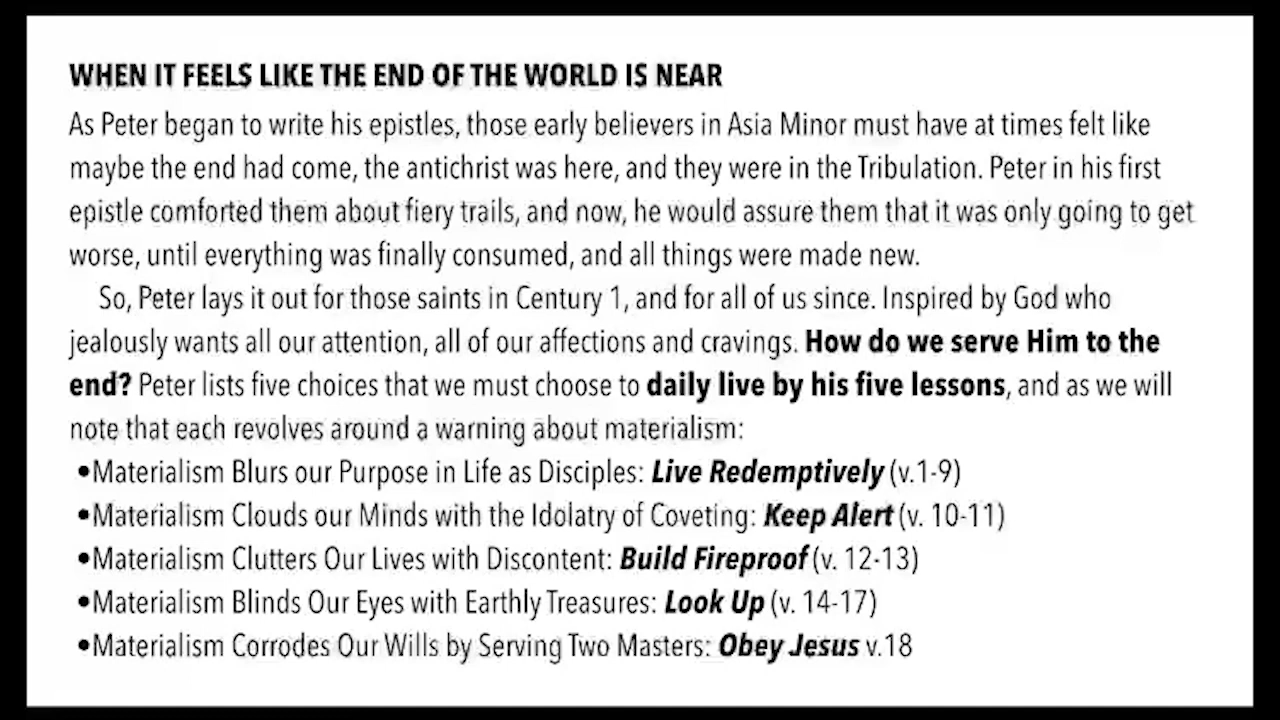 WHEN IT FEELS LIKE THE END OF THE WORLD IS NEAR
As Peter began to write his epistles, those early believers in Asia Minor must have at times felt like
maybe the end had come, the antichrist was here, and they were in the Tribulation. Peter in his first
epistle comforted them about fiery trails, and now, he would assure them that it was only going to get
worse, until everything was finally consumed, and all things were made new.
So, Peter lays it out for those saints in Century 1, and for all of us since. Inspired by God who
jealously wants all our attention, all of our affections and cravings. How do we serve Him to the
end? Peter lists five choices that we must choose to daily live by his five lessons, and as we will
note that each revolves around a warning about materialism:
•Materialism Blurs our Purpose in Life as Disciples: Live Redemptively (v.1-9)
•Materialism Clouds our Minds with the Idolatry of Coveting: Keep Alert (v. 10-11)
•Materialism Clutters Our Lives with Discontent: Build Fireproof (v. 12-13)
•Materialism Blinds Our Eyes with Earthly Treasures: Look Up (v. 14-17)
•Materialism Corrodes Our Wills by Serving Two Masters: Obey Jesus v.18